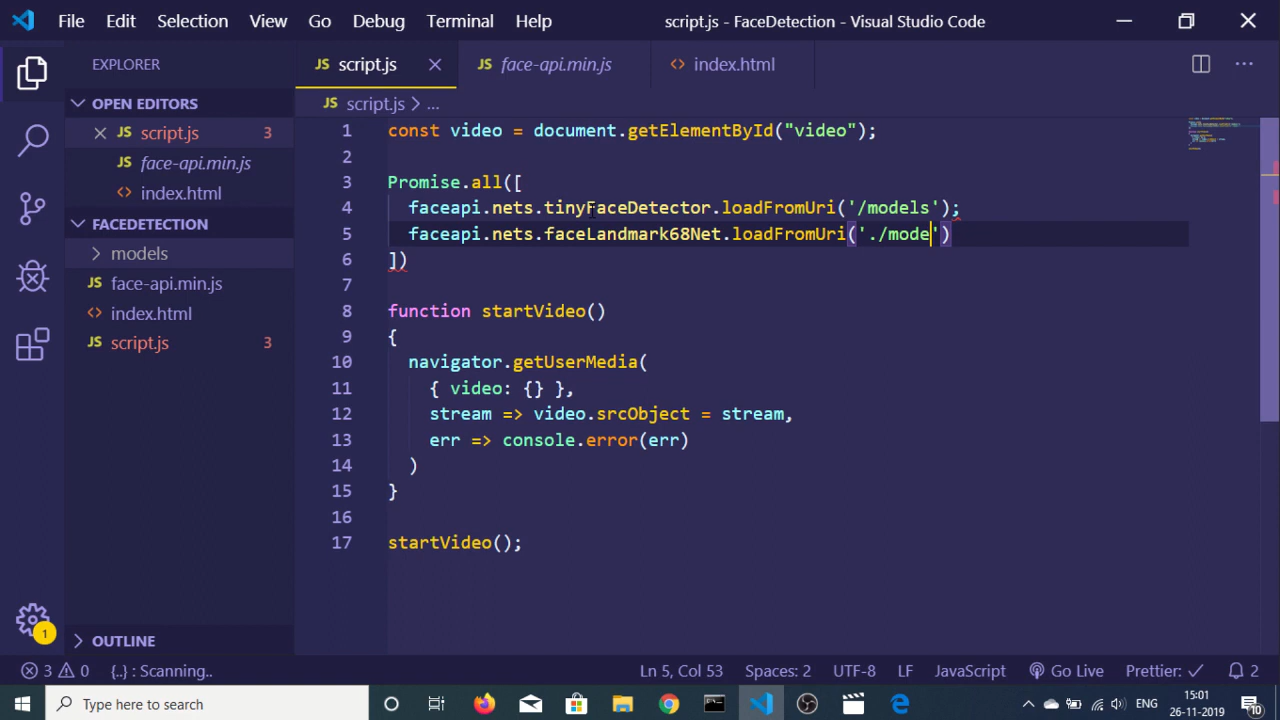 File Edit Selection View Go Debug Terminal Help script.js - FaceDetection - Visual Studio Code
EXPLORER
JS script.js JS face-api.min.js <> index.html
OPEN EDITORS
JS script.js 3
JS face-api.min.js
<> index.html
FACEDETECTION
models
JS face-api.min.js
<> index.html
JS script.js 3
OUTLINE
JS script.js > ...
1 const video = document.getElementById("video");
2
3 Promise.all([
4 faceapi.nets.tinyFaceDetector.loadFromUri('/models');
5 faceapi.nets.faceLandmark68Net.loadFromUri('./mode')
6 ])
7
8 function startVideo()
9 {
10 navigator.getUserMedia(
11 { video: {} },
12 stream => video.srcObject = stream,
13 err => console.error(err)
14 )
15 }
16
17 startVideo();
1
3 0 {..} : Scanning.. Ln 5, Col 53 Spaces: 2 UTF-8 LF JavaScript Go Live Prettier: ✓ 2
Type here to search
15:01
26-11-2019
10